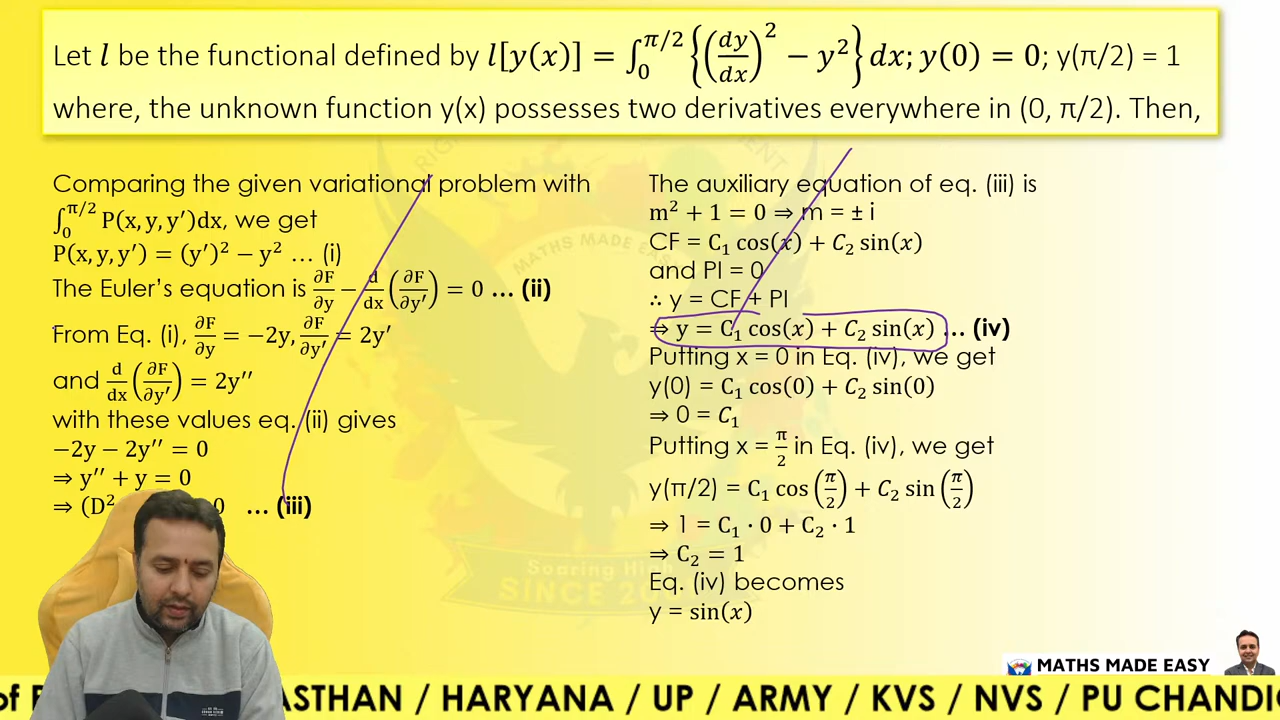 Let l be the functional defined by l[y(x)] = ∫₀^{π/2} {(dy/dx)² − y²} dx; y(0) = 0; y(π/2) = 1
where, the unknown function y(x) possesses two derivatives everywhere in (0, π/2). Then,
Comparing the given variational problem with
∫₀^{π/2} P(x, y, y′)dx, we get
P(x, y, y′) = (y′)² − y² … (i)
The Euler’s equation is ∂F/∂y − d/dx (∂F/∂y′) = 0 … (ii)
From Eq. (i), ∂F/∂y = −2y, ∂F/∂y′ = 2y′
and d/dx (∂F/∂y′) = 2y′′
with these values eq. (ii) gives
−2y − 2y′′ = 0
⇒ y′′ + y = 0
⇒ (D² 0 … (iii)
The auxiliary equation of eq. (iii) is
m² + 1 = 0 ⇒ m = ± i
CF = C₁ cos(x) + C₂ sin(x)
and PI = 0
∴ y = CF + PI
⇒ y = C₁ cos(x) + C₂ sin(x) … (iv)
Putting x = 0 in Eq. (iv), we get
y(0) = C₁ cos(0) + C₂ sin(0)
⇒ 0 = C₁
Putting x = π/2 in Eq. (iv), we get
y(π/2) = C₁ cos (π/2) + C₂ sin (π/2)
⇒ 1 = C₁ · 0 + C₂ · 1
⇒ C₂ = 1
Eq. (iv) becomes
y = sin(x)
MATHS MADE EASY
Soaring High
SINCE
of ASTHAN / HARYANA / UP / ARMY / KVS / NVS / PU CHANDI